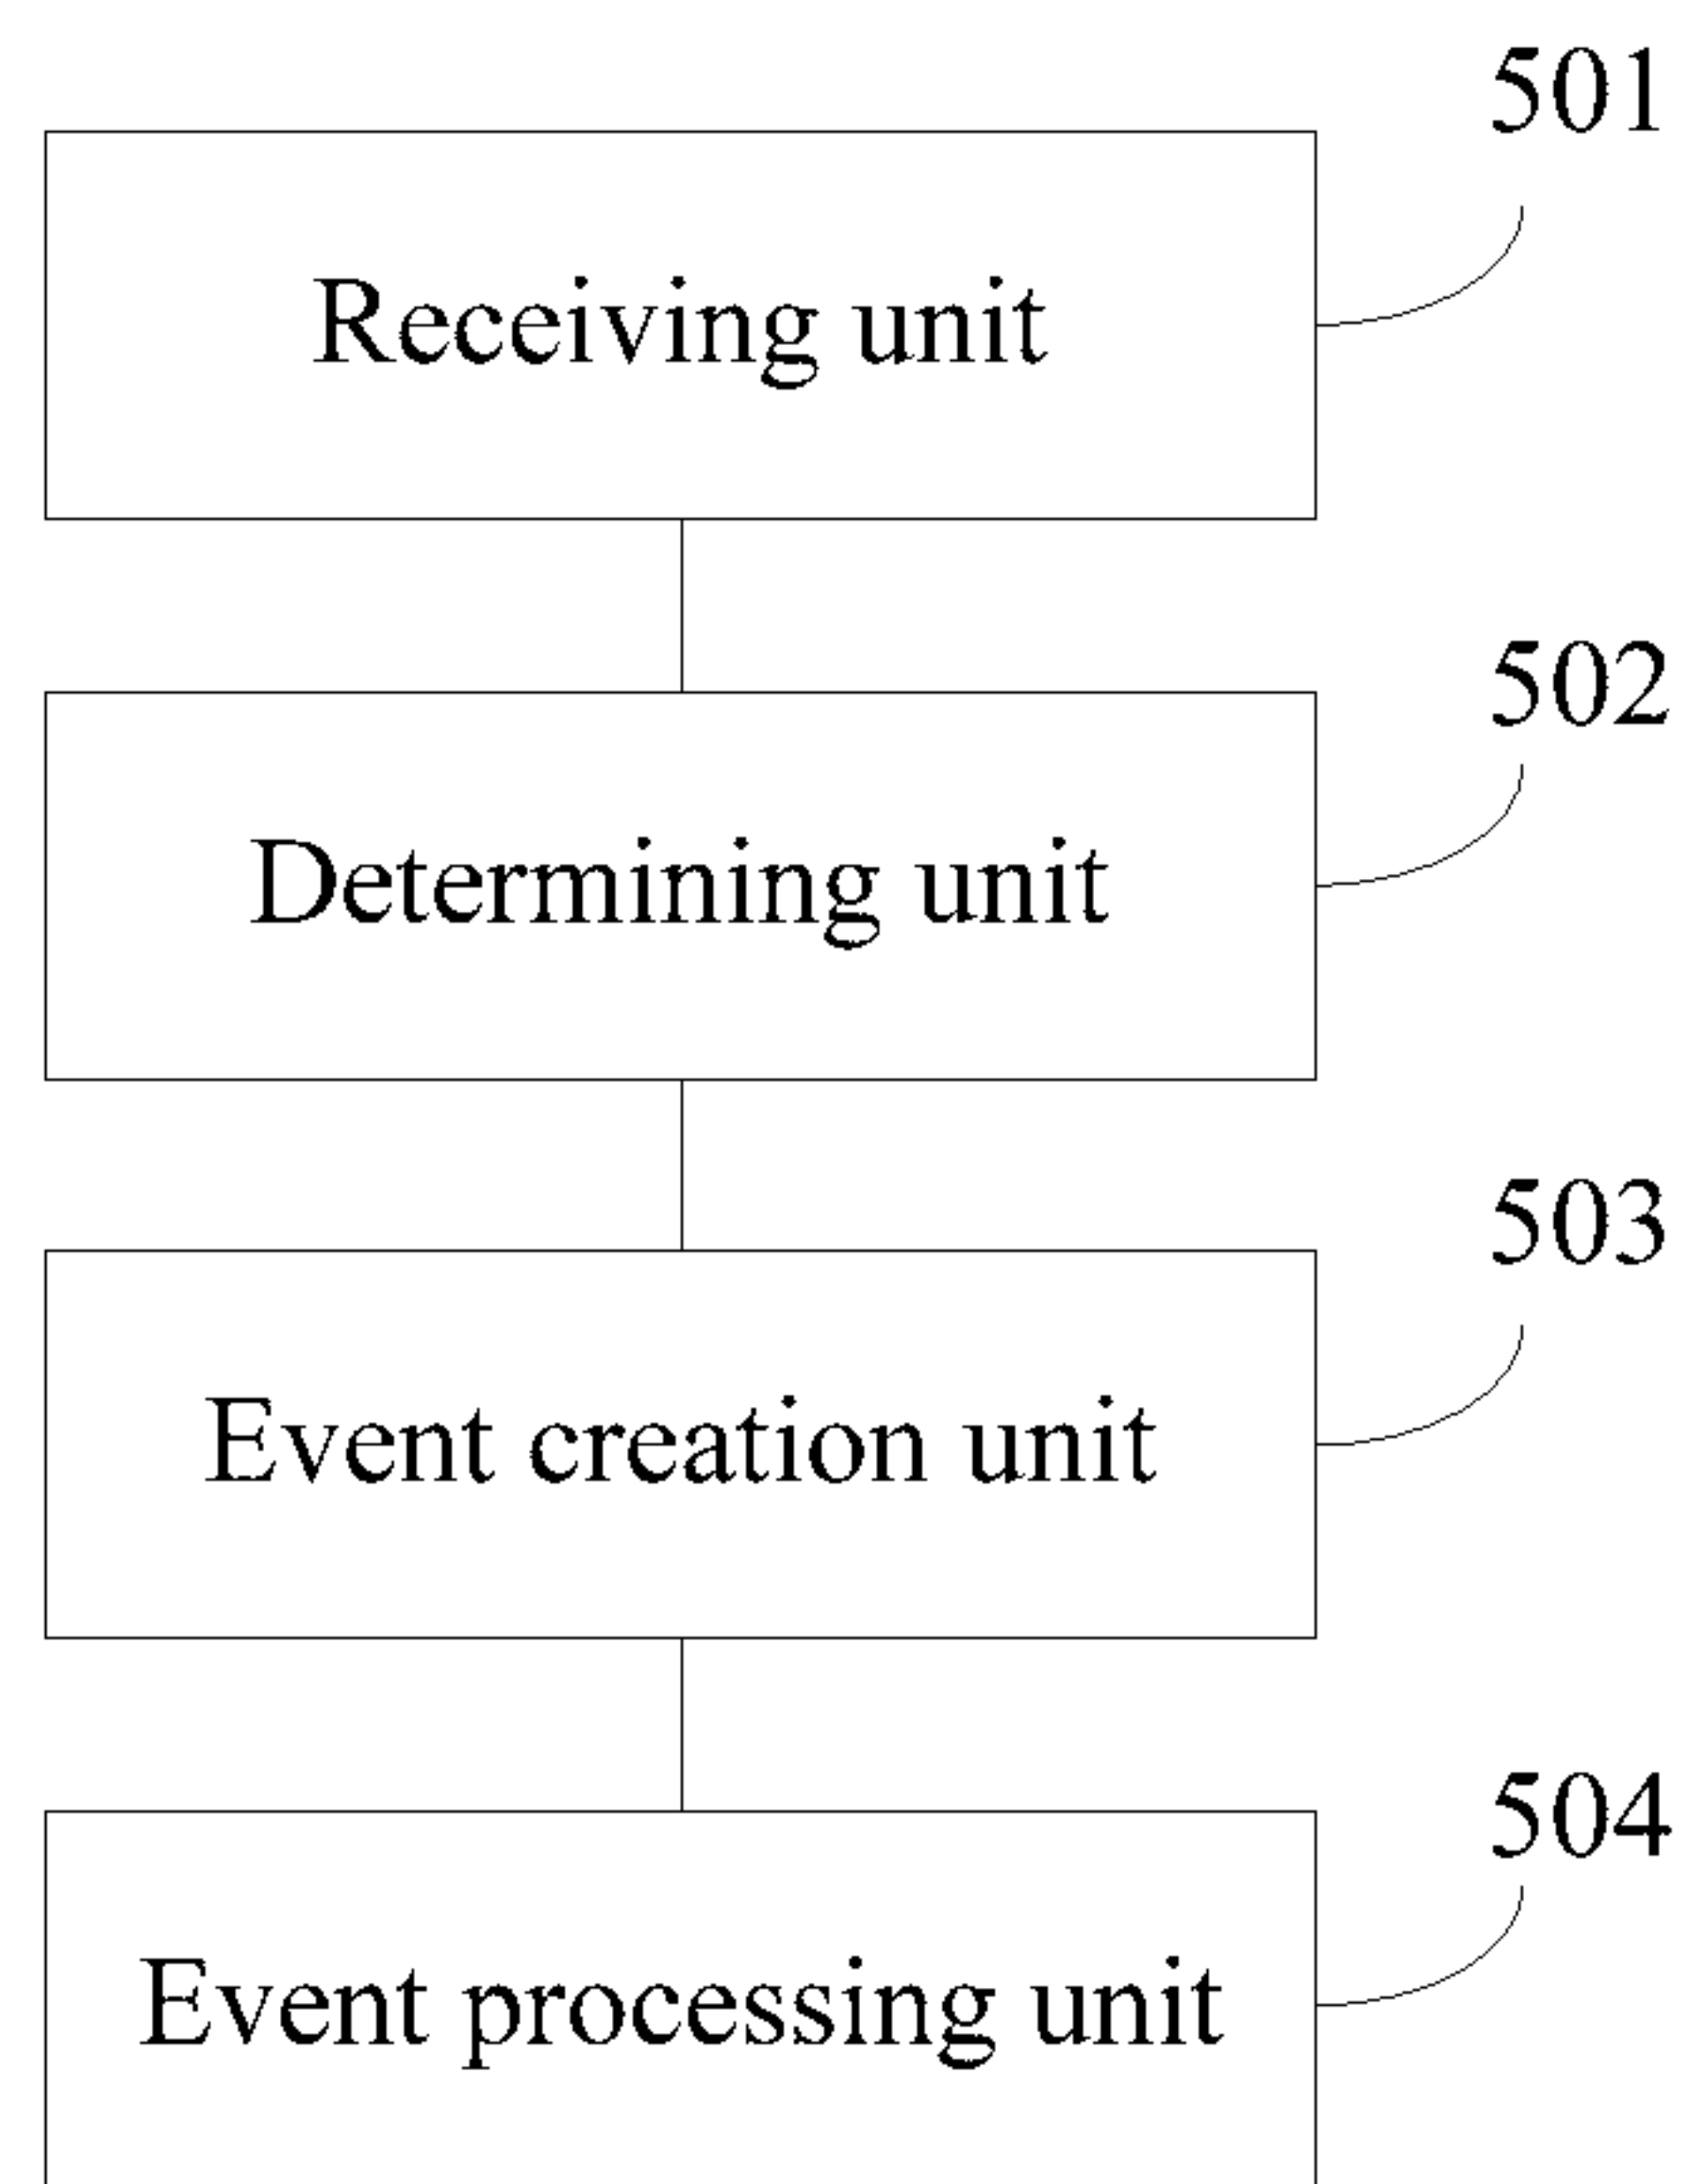 501
Receiving unit
502
Determining unit
503
Event creation unit
504
Event processing unit